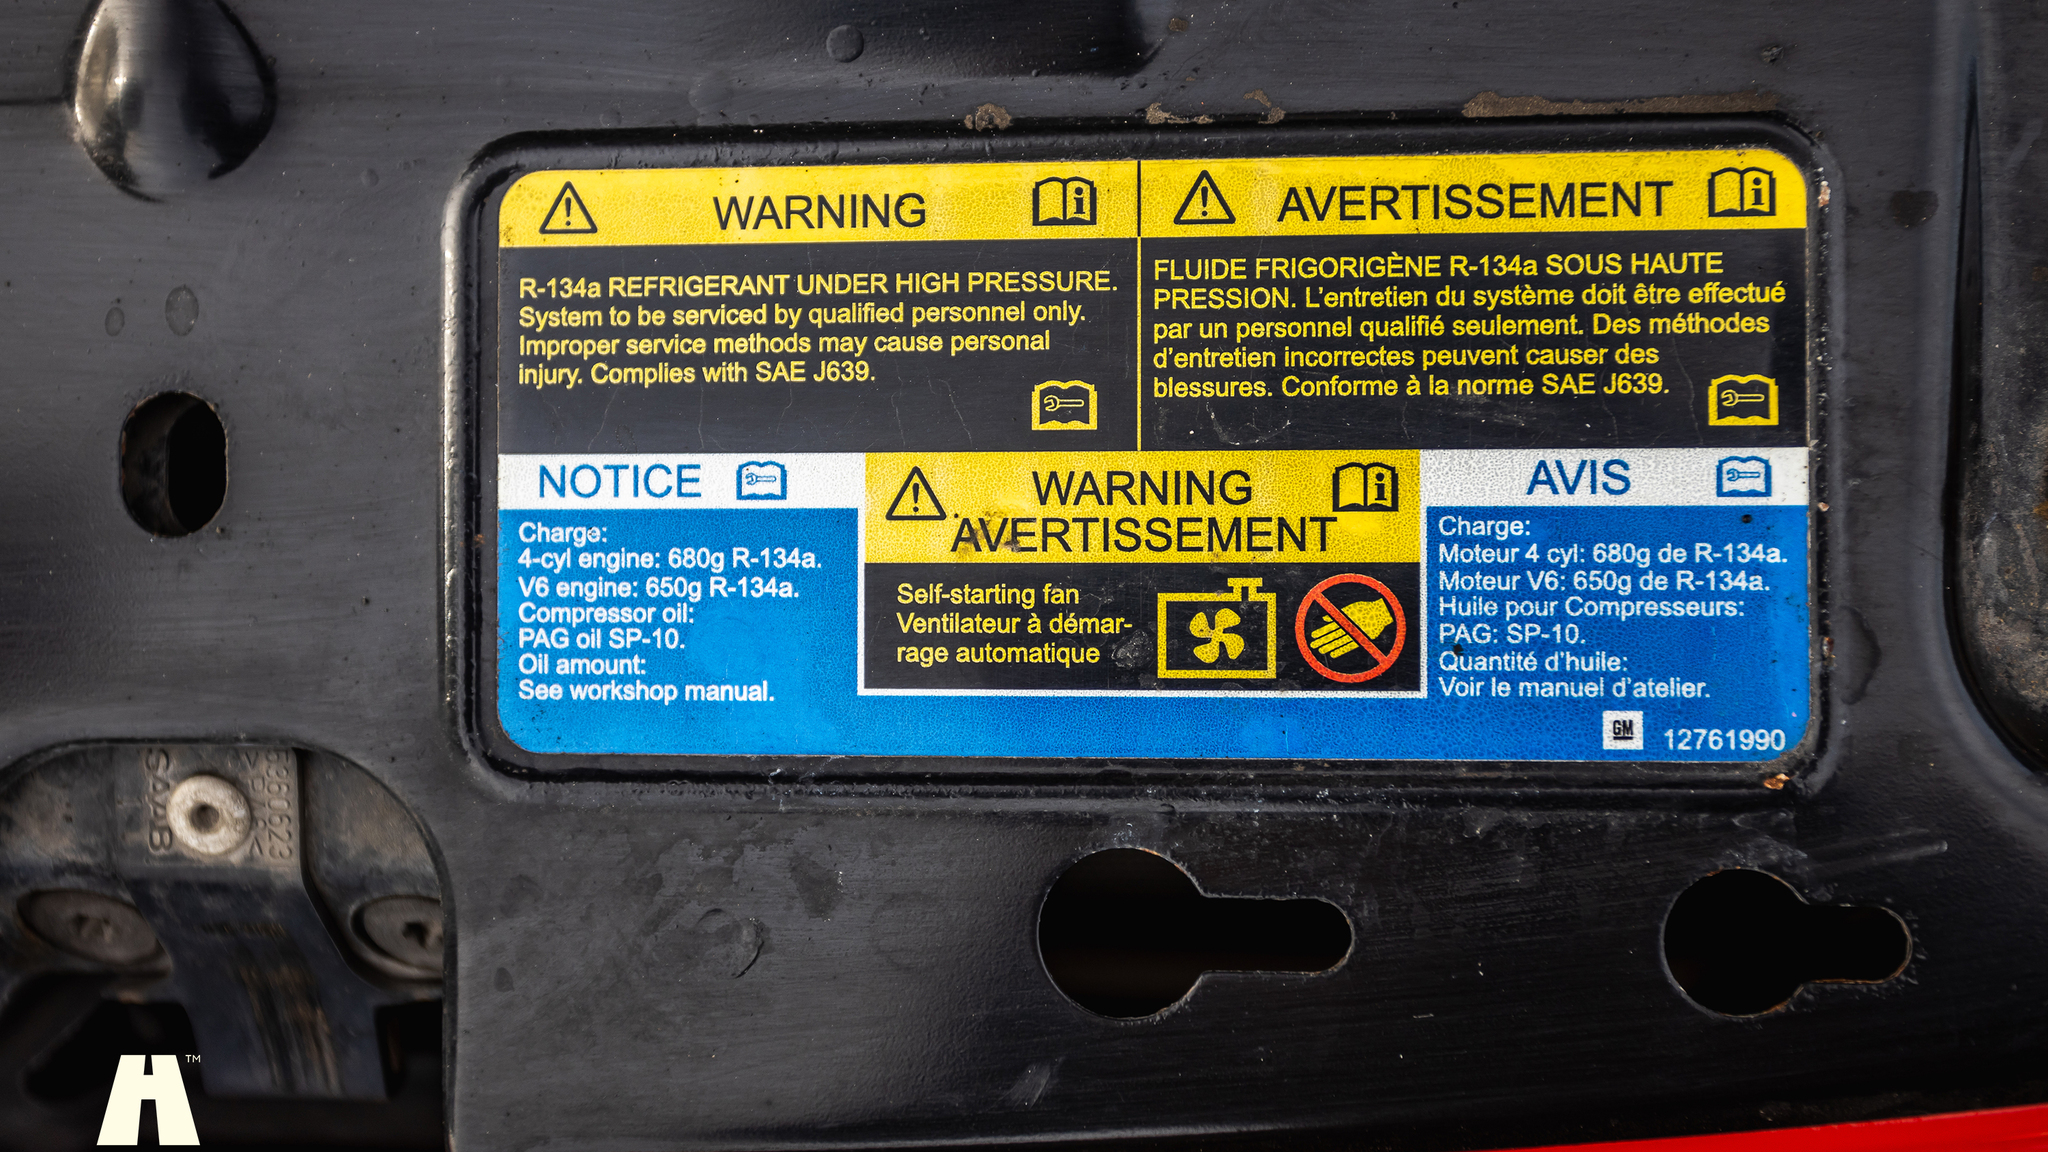 WARNING
R-134a REFRIGERANT UNDER HIGH PRESSURE.
System to be serviced by qualified personnel only.
Improper service methods may cause personal
injury. Complies with SAE J639.
AVERTISSEMENT
FLUIDE FRIGORIGÈNE R-134a SOUS HAUTE
PRESSION. L'entretien du système doit être effectué
par un personnel qualifié seulement. Des méthodes
d'entretien incorrectes peuvent causer des
blessures. Conforme à la norme SAE J639.
NOTICE
Charge:
4-cyl engine: 680g R-134a.
V6 engine: 650g R-134a.
Compressor oil:
PAG oil SP-10.
Oil amount:
See workshop manual.
WARNING
AVERTISSEMENT
Self-starting fan
Ventilateur à démar-
rage automatique
AVIS
Charge:
Moteur 4 cyl: 680g de R-134a.
Moteur V6: 650g de R-134a.
Huile pour Compresseurs:
PAG: SP-10.
Quantité d'huile:
Voir le manuel d'atelier.
GM
12761990
SAAB
H
TM